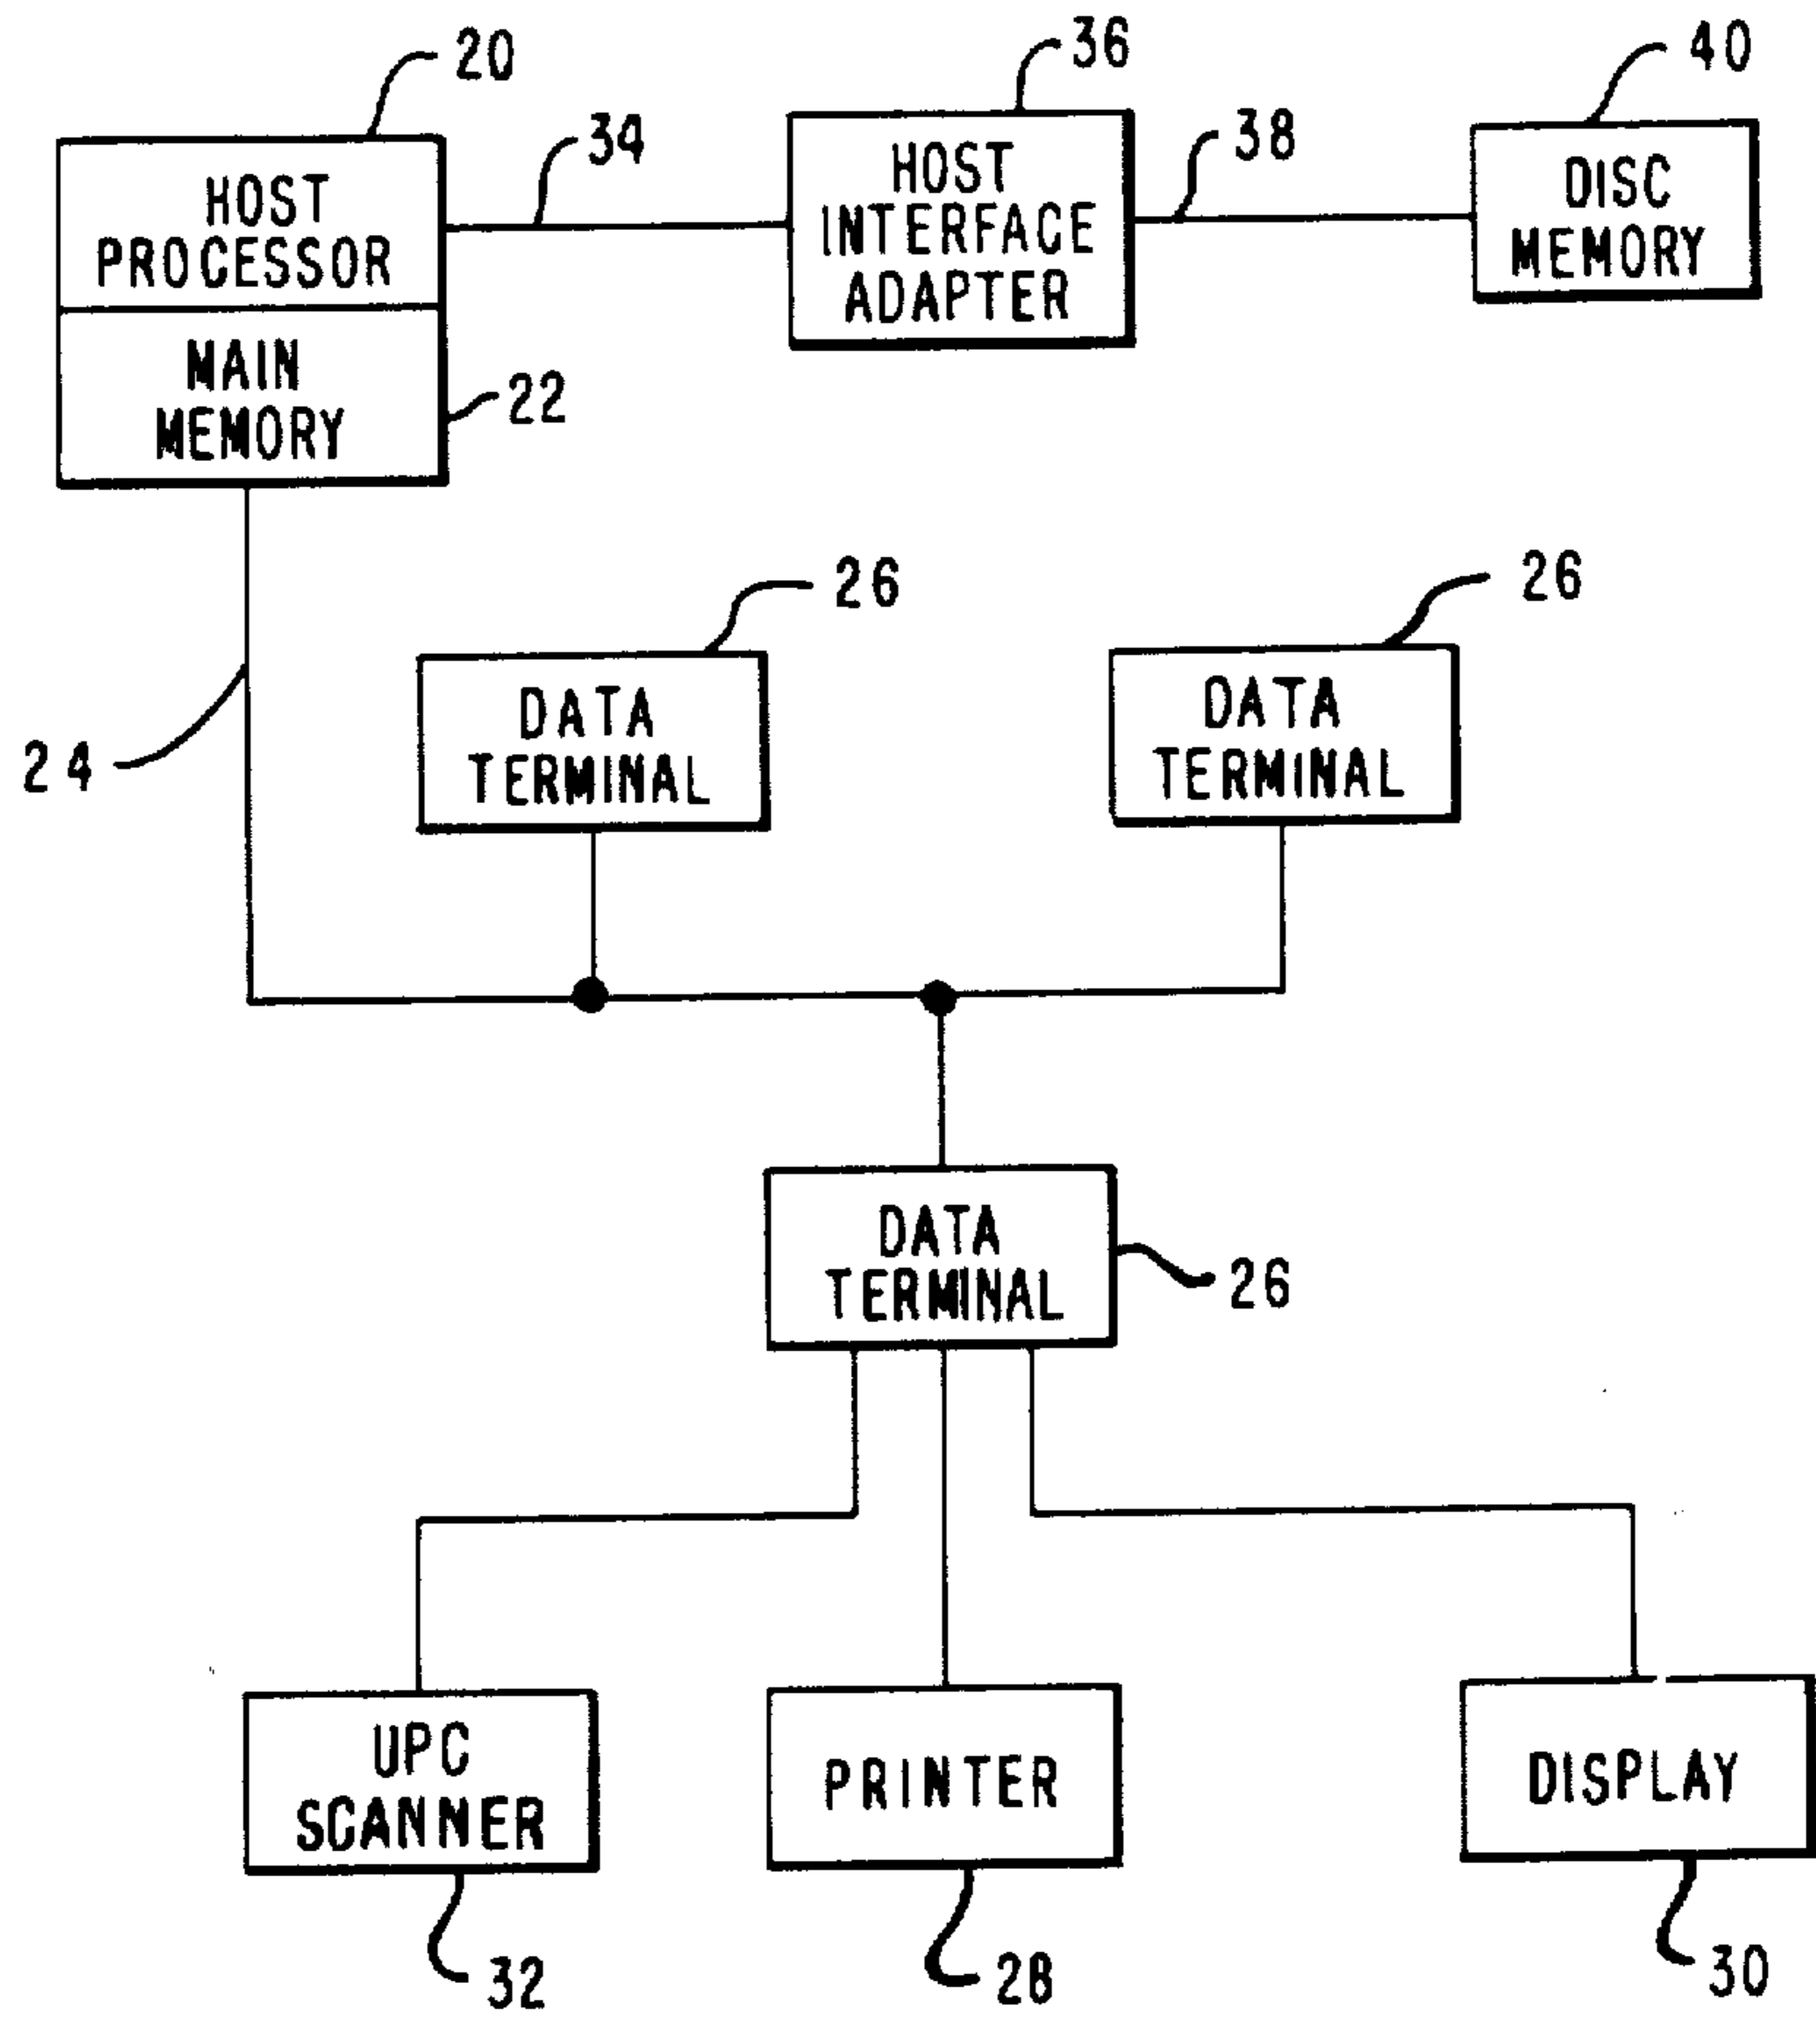 20
36
40
34
38
HOST
PROCESSOR
HOST
INTERFACE
ADAPTER
DISC
MEMORY
MAIN
MEMORY
22
26
26
DATA
TERMINAL
DATA
TERMINAL
24
DATA
TERMINAL
26
UPC
SCANNER
PRINTER
DISPLAY
32
28
30